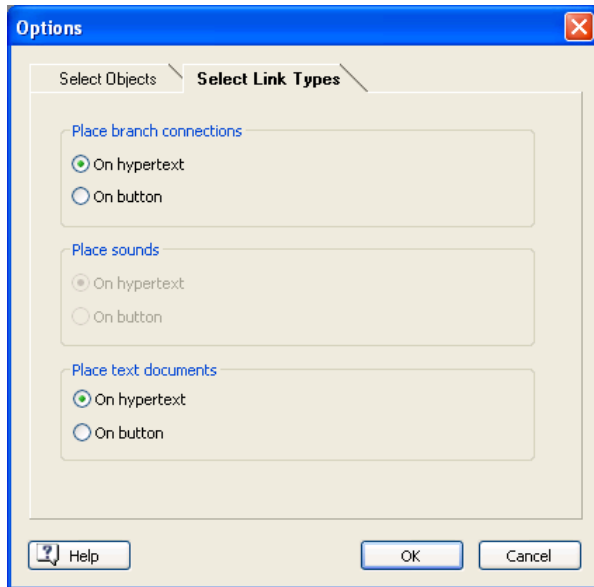 Options
Select Objects Select Link Types
Place branch connections
On hypertext
On button
Place sounds
On hypertext
On button
Place text documents
On hypertext
On button
Help OK Cancel